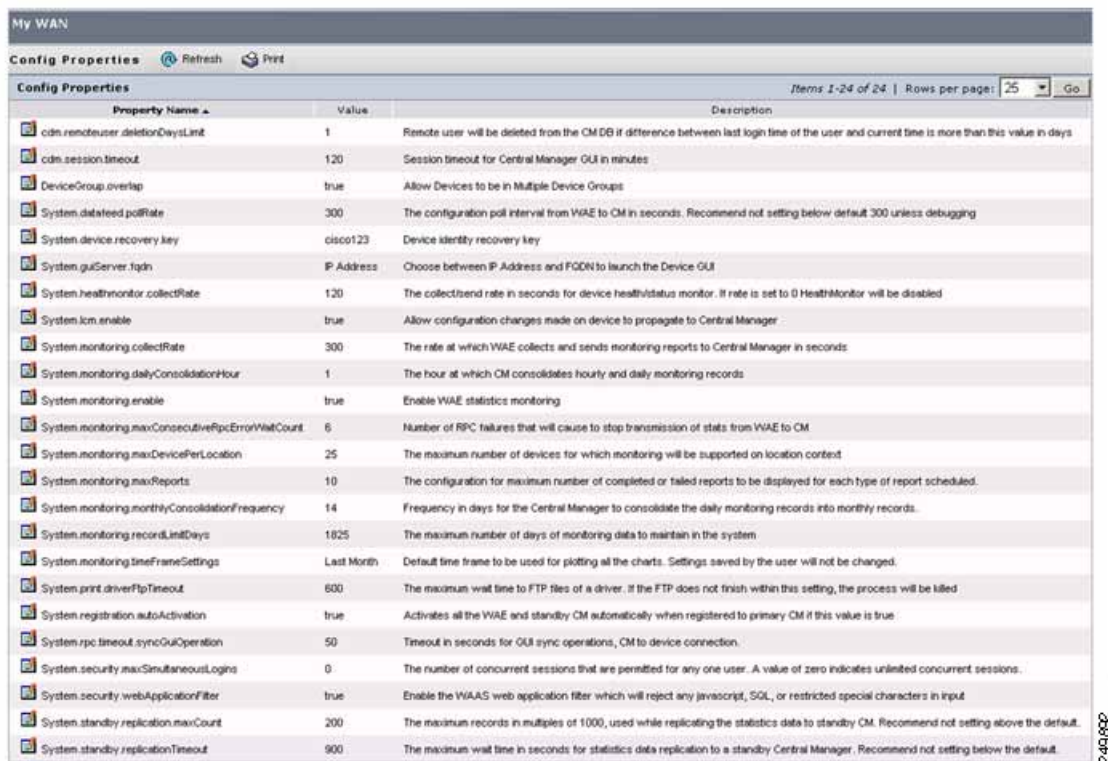 My WAN
Config Properties Refresh Print
Config Properties Items 1-24 of 24 | Rows per page: 25 Go
Property Name Value Description
cdm.remoteuser.deletionDaysLimit 1 Remote user will be deleted from the CM DB if difference between last login time of the user and current time is more than this value in days
cdm.session.timeout 120 Session timeout for Central Manager GUI in minutes
DeviceGroup.overlap true Allow Devices to be in Multiple Device Groups
System.datafeed.pollRate 300 The configuration poll interval from WAE to CM in seconds. Recommend not setting below default 300 unless debugging
System.device.recovery.key cisco123 Device identity recovery key
System.guiServer.fqdn IP Address Choose between IP Address and FQDN to launch the Device GUI
System.healthmonitor.collectRate 120 The collect/send rate in seconds for device health/status monitor. If rate is set to 0 HealthMonitor will be disabled
System.lcm.enable true Allow configuration changes made on device to propagate to Central Manager
System.monitoring.collectRate 300 The rate at which WAE collects and sends monitoring reports to Central Manager in seconds
System.monitoring.dailyConsolidationHour 1 The hour at which CM consolidates hourly and daily monitoring records
System.monitoring.enable true Enable WAE statistics monitoring
System.monitoring.maxConsecutiveRpcErrorWaitCount 6 Number of RPC failures that will cause to stop transmission of stats from WAE to CM
System.monitoring.maxDevicePerLocation 25 The maximum number of devices for which monitoring will be supported on location context
System.monitoring.maxReports 10 The configuration for maximum number of completed or failed reports to be displayed for each type of report scheduled.
System.monitoring.monthlyConsolidationFrequency 14 Frequency in days for the Central Manager to consolidate the daily monitoring records into monthly records.
System.monitoring.recordLimitDays 1825 The maximum number of days of monitoring data to maintain in the system
System.monitoring.timeFrameSettings Last Month Default time frame to be used for plotting all the charts. Settings saved by the user will not be changed.
System.print.driverFtpTimeout 600 The maximum wait time to FTP files of a driver. If the FTP does not finish within this setting, the process will be killed
System.registration.autoActivation true Activates all the WAE and standby CM automatically when registered to primary CM if this value is true
System.rpc.timeout.syncGuiOperation 50 Timeout in seconds for GUI sync operations, CM to device connection.
System.security.maxSimultaneousLogins 0 The number of concurrent sessions that are permitted for any one user. A value of zero indicates unlimited concurrent sessions.
System.security.webApplicationFilter true Enable the WAAS web application filter which will reject any javascript, SQL, or restricted special characters in input
System.standby.replication.maxCount 200 The maximum records in multiples of 1000, used while replicating the statistics data to standby CM. Recommend not setting above the default.
System.standby.replicationTimeout 900 The maximum wait time in seconds for statistics data replication to a standby Central Manager. Recommend not setting below the default.
249892